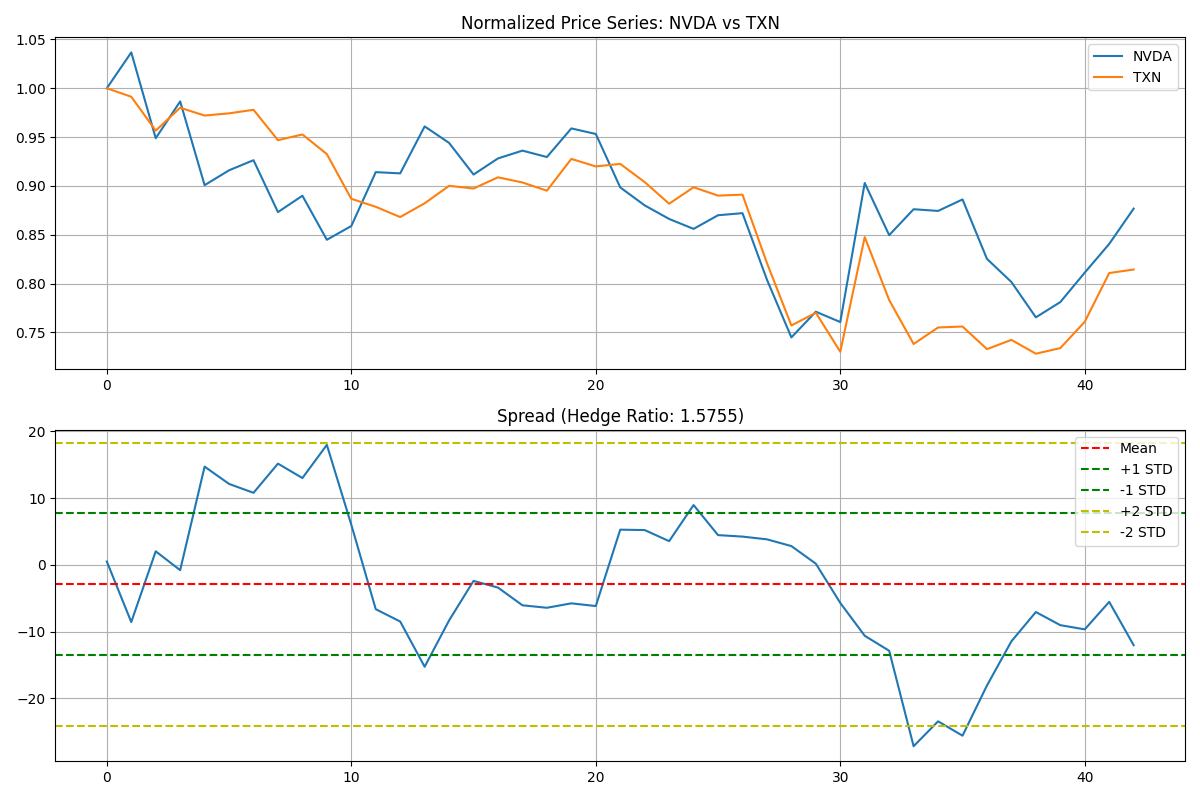 Normalized Price Series: NVDA vs TXN
1.05
1.00
0.95
0.90
0.85
0.80
0.75
NVDA
TXN
0 10 20 30 40
Spread (Hedge Ratio: 1.5755)
20
10
0
−10
−20
Mean
+1 STD
-1 STD
+2 STD
-2 STD
0 10 20 30 40